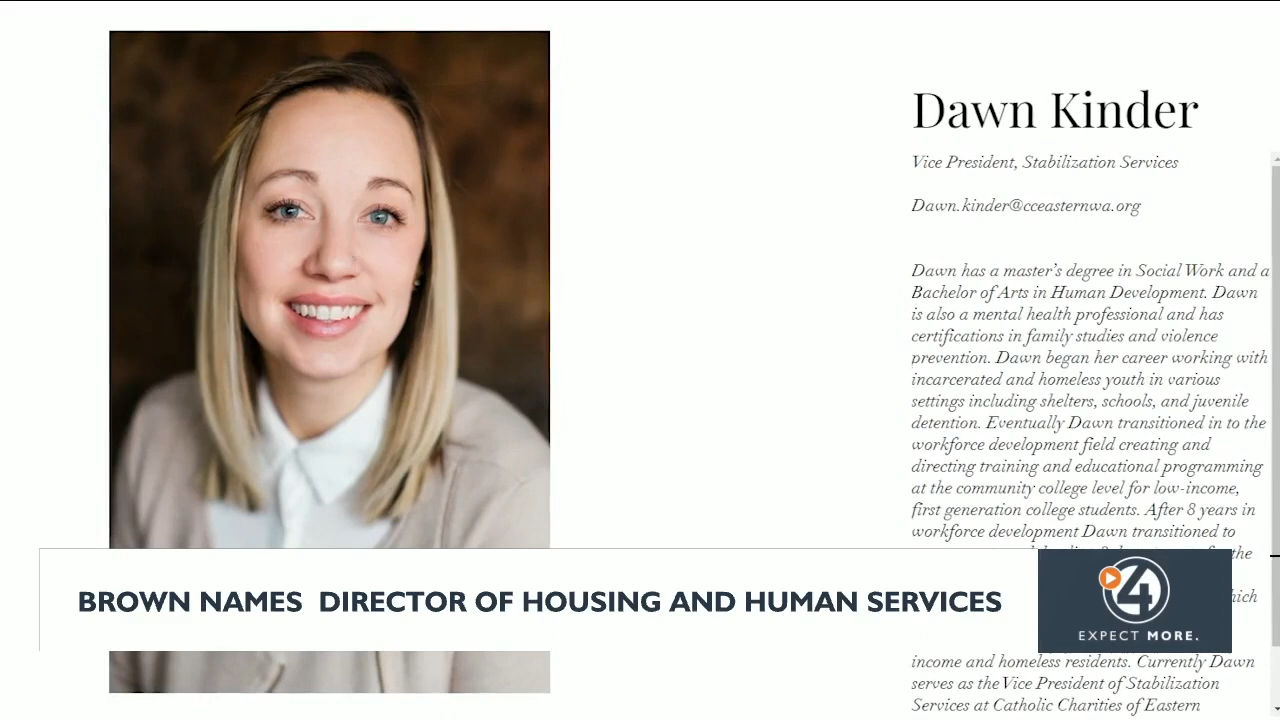 Dawn Kinder
Vice President, Stabilization Services
Dawn.kinder@cceasternwa.org
Dawn has a master's degree in Social Work and a
Bachelor of Arts in Human Development. Dawn
is also a mental health professional and has
certifications in family studies and violence
prevention. Dawn began her career working with
incarcerated and homeless youth in various
settings including shelters, schools, and juvenile
detention. Eventually Dawn transitioned in to the
workforce development field creating and
directing training and educational programming
at the community college level for low-income,
first generation college students. After 8 years in
workforce development Dawn transitioned to
the
BROWN NAMES DIRECTOR OF HOUSING AND HUMAN SERVICES
4
EXPECT MORE.
income and homeless residents. Currently Dawn
serves as the Vice President of Stabilization
Services at Catholic Charities of Eastern